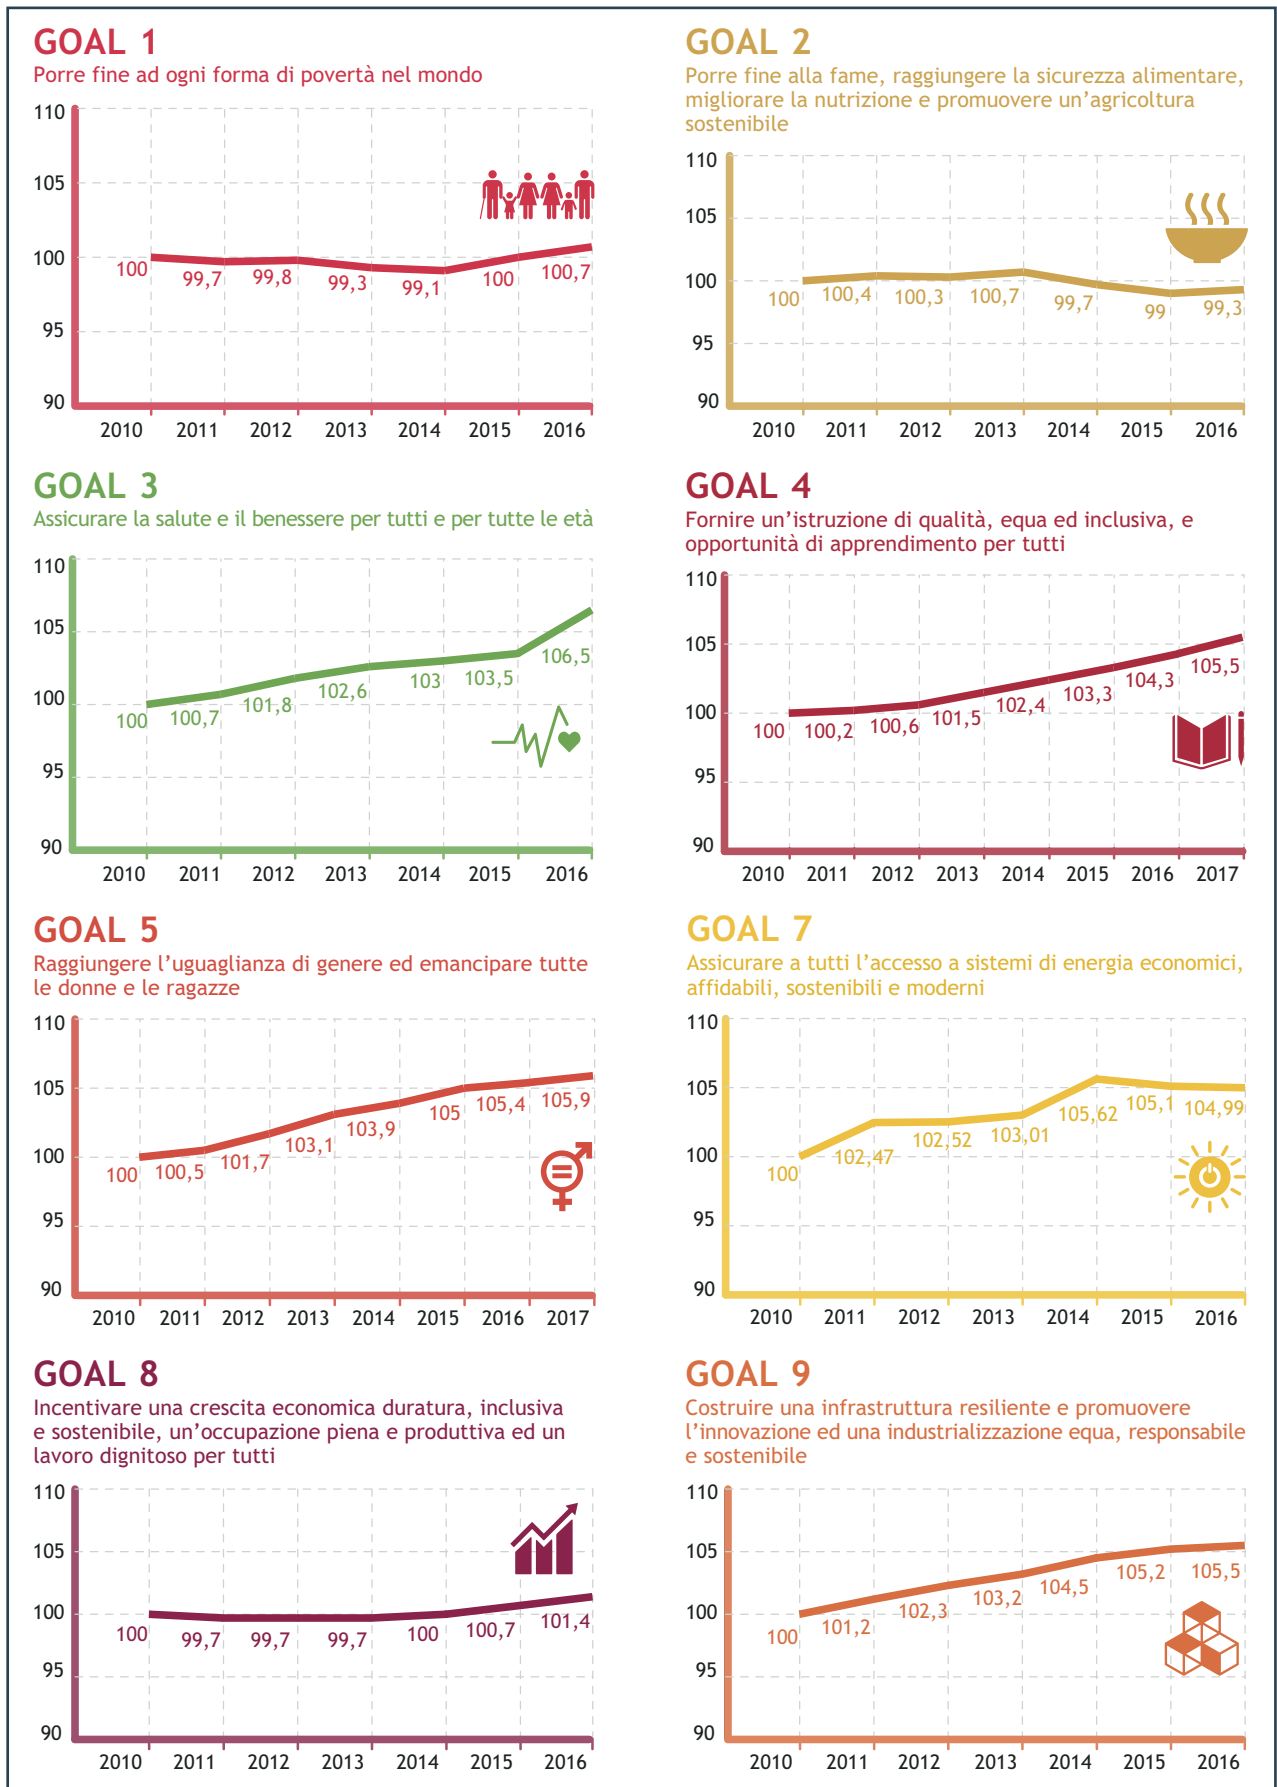 GOAL 1
Porre fine ad ogni forma di povertà nel mondo
110
105
100
95
90
100
99,7
99,8
99,3
99,1
100
100,7
2010 2011 2012 2013 2014 2015 2016
GOAL 2
Porre fine alla fame, raggiungere la sicurezza alimentare,
migliorare la nutrizione e promuovere un’agricoltura
sostenibile
110
105
100
95
90
100
100,4
100,3
100,7
99,7
99
99,3
2010 2011 2012 2013 2014 2015 2016
GOAL 3
Assicurare la salute e il benessere per tutti e per tutte le età
110
105
100
95
90
100
100,7
101,8
102,6
103
103,5
106,5
2010 2011 2012 2013 2014 2015 2016
GOAL 4
Fornire un’istruzione di qualità, equa ed inclusiva, e
opportunità di apprendimento per tutti
110
105
100
95
90
100
100,2
100,6
101,5
102,4
103,3
104,3
105,5
2010 2011 2012 2013 2014 2015 2016 2017
GOAL 5
Raggiungere l’uguaglianza di genere ed emancipare tutte
le donne e le ragazze
110
105
100
95
90
100
100,5
101,7
103,1
103,9
105
105,4
105,9
2010 2011 2012 2013 2014 2015 2016 2017
GOAL 7
Assicurare a tutti l’accesso a sistemi di energia economici,
affidabili, sostenibili e moderni
110
105
100
95
90
100
102,47
102,52
103,01
105,62
105,1
104,99
2010 2011 2012 2013 2014 2015 2016
GOAL 8
Incentivare una crescita economica duratura, inclusiva
e sostenibile, un’occupazione piena e produttiva ed un
lavoro dignitoso per tutti
110
105
100
95
90
100
99,7
99,7
99,7
100
100,7
101,4
2010 2011 2012 2013 2014 2015 2016
GOAL 9
Costruire una infrastruttura resiliente e promuovere
l’innovazione ed una industrializzazione equa, responsabile
e sostenibile
110
105
100
95
90
100
101,2
102,3
103,2
104,5
105,2
105,5
2010 2011 2012 2013 2014 2015 2016